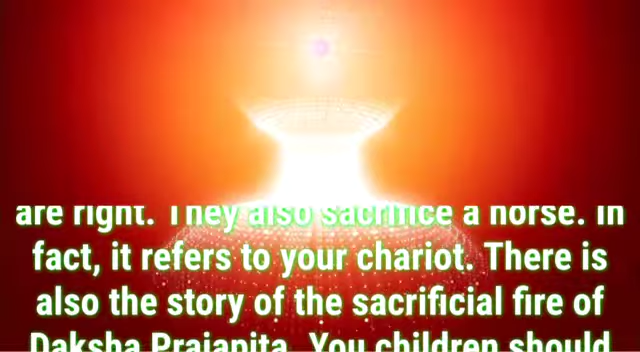 are right. They also sacrifice a horse. In
fact, it refers to your chariot. There is
also the story of the sacrificial fire of
Daksha Prajapita. You children should